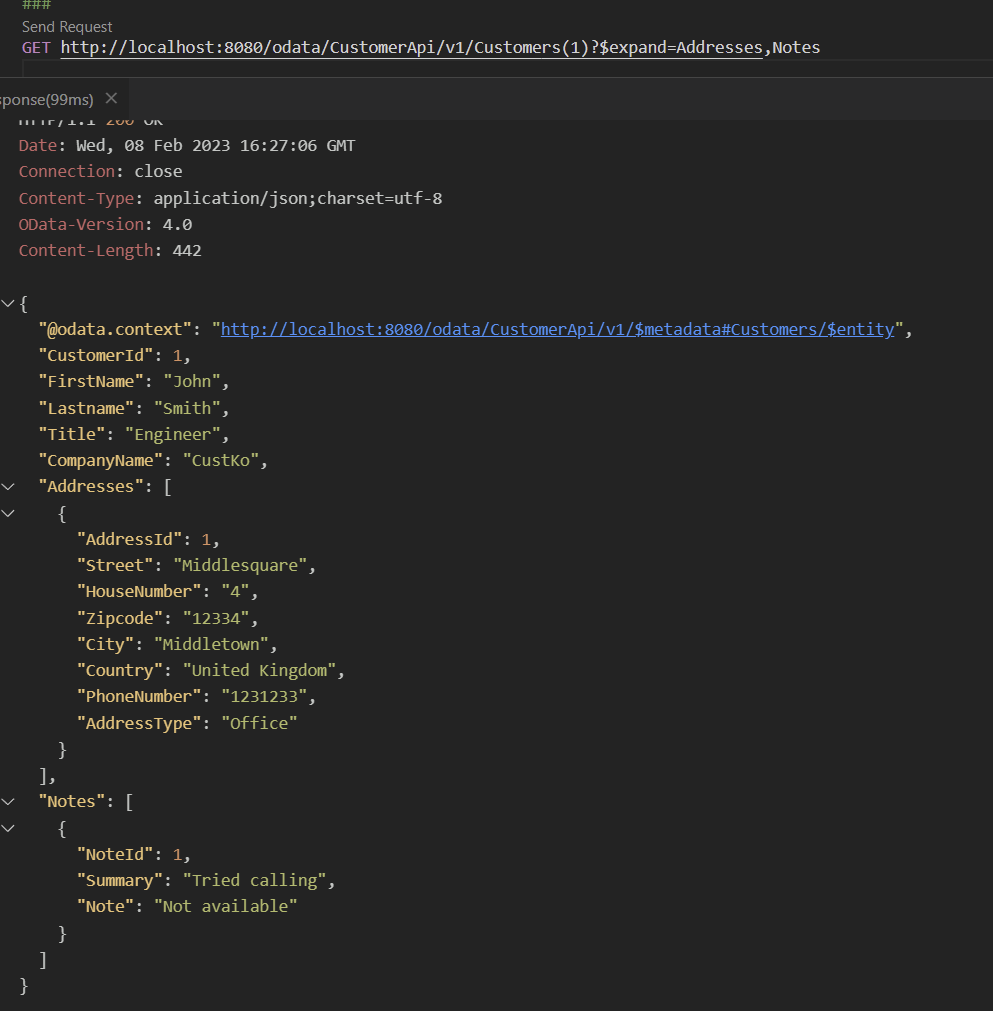 ###
Send Request
GET http://localhost:8080/odata/CustomerApi/v1/Customers(1)?$expand=Addresses,Notes
sponse(99ms)
HTTP/1.1 200 OK
Date: Wed, 08 Feb 2023 16:27:06 GMT
Connection: close
Content-Type: application/json;charset=utf-8
OData-Version: 4.0
Content-Length: 442
{
"@odata.context": "http://localhost:8080/odata/CustomerApi/v1/$metadata#Customers/$entity",
"CustomerId": 1,
"FirstName": "John",
"Lastname": "Smith",
"Title": "Engineer",
"CompanyName": "CustKo",
"Addresses": [
{
"AddressId": 1,
"Street": "Middlesquare",
"HouseNumber": "4",
"Zipcode": "12334",
"City": "Middletown",
"Country": "United Kingdom",
"PhoneNumber": "1231233",
"AddressType": "Office"
}
],
"Notes": [
{
"NoteId": 1,
"Summary": "Tried calling",
"Note": "Not available"
}
]
}